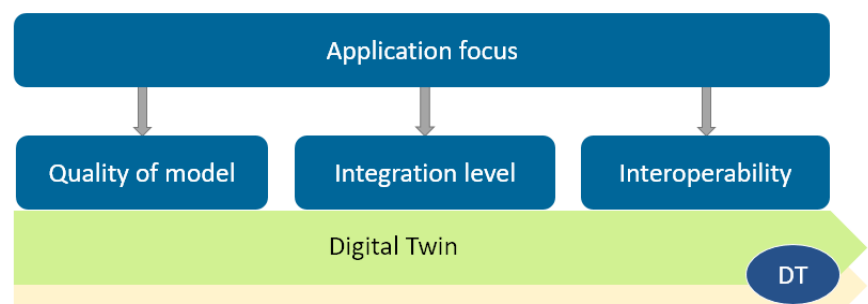 Application focus
Quality of model
Integration level
Interoperability
Digital Twin
DT